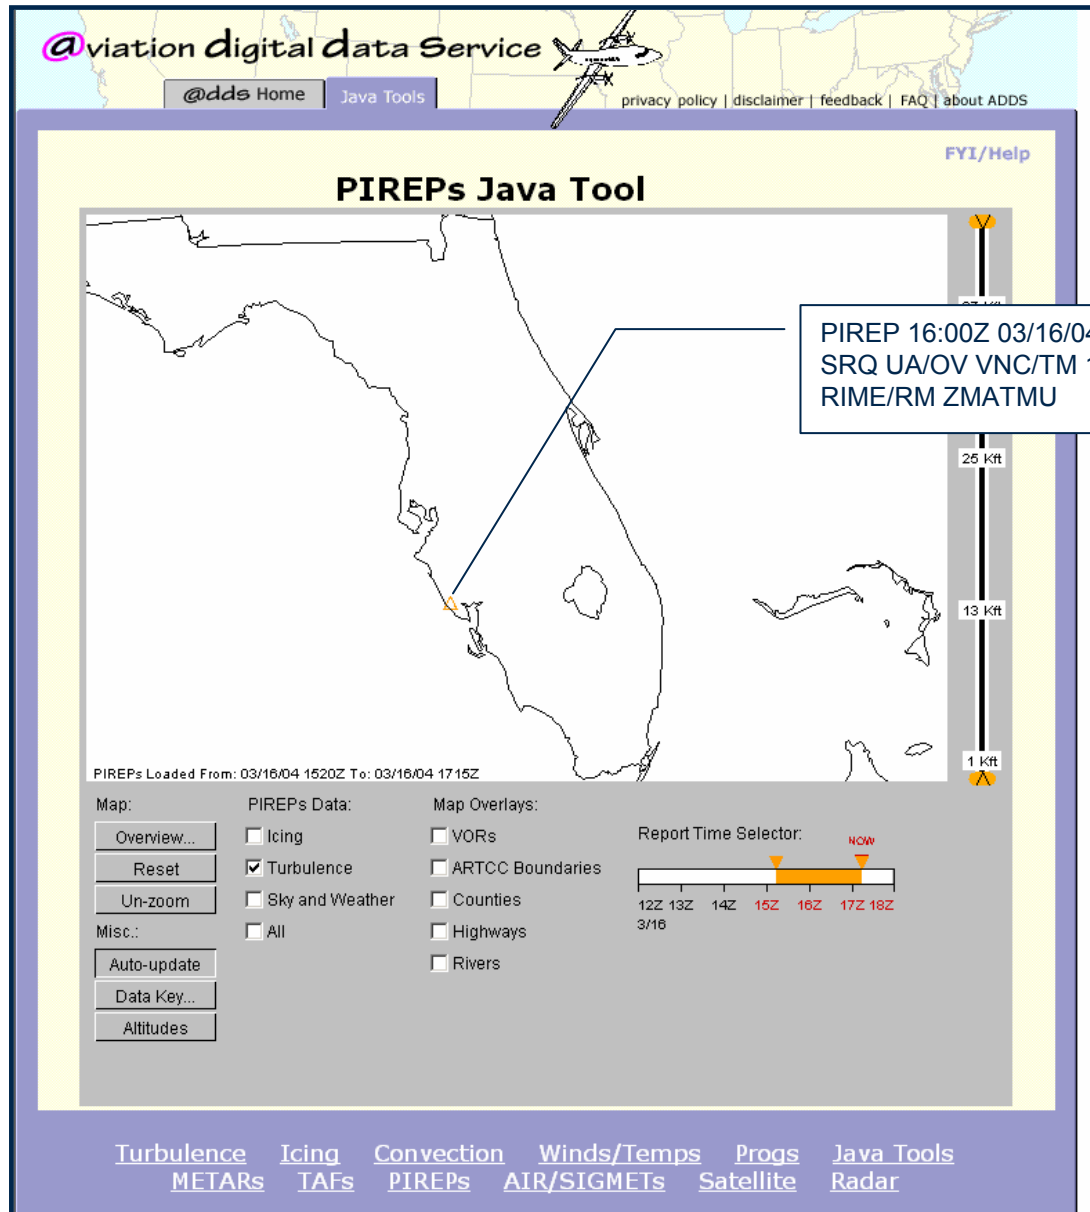 @viation digital data Service
@dds Home
Java Tools
privacy policy | disclaimer | feedback | FAQ | about ADDS
FYI/Help
PIREPs Java Tool
PIREP 16:00Z 03/16/04
SRQ UA/OV VNC/TM
RIME/RM ZMATMU
25 Kft
13 Kft
1 Kft
PIREPs Loaded From: 03/16/04 1520Z To: 03/16/04 1715Z
Map:
Overview...
Reset
Un-zoom
Misc.:
Auto-update
Data Key...
Altitudes
PIREPs Data:
Icing
Turbulence
Sky and Weather
All
Map Overlays:
VORs
ARTCC Boundaries
Counties
Highways
Rivers
Report Time Selector:
NOW
12Z 13Z 14Z 15Z 16Z 17Z 18Z
3/16
Turbulence Icing Convection Winds/Temps Progs Java Tools
METARs TAFs PIREPs AIR/SIGMETs Satellite Radar